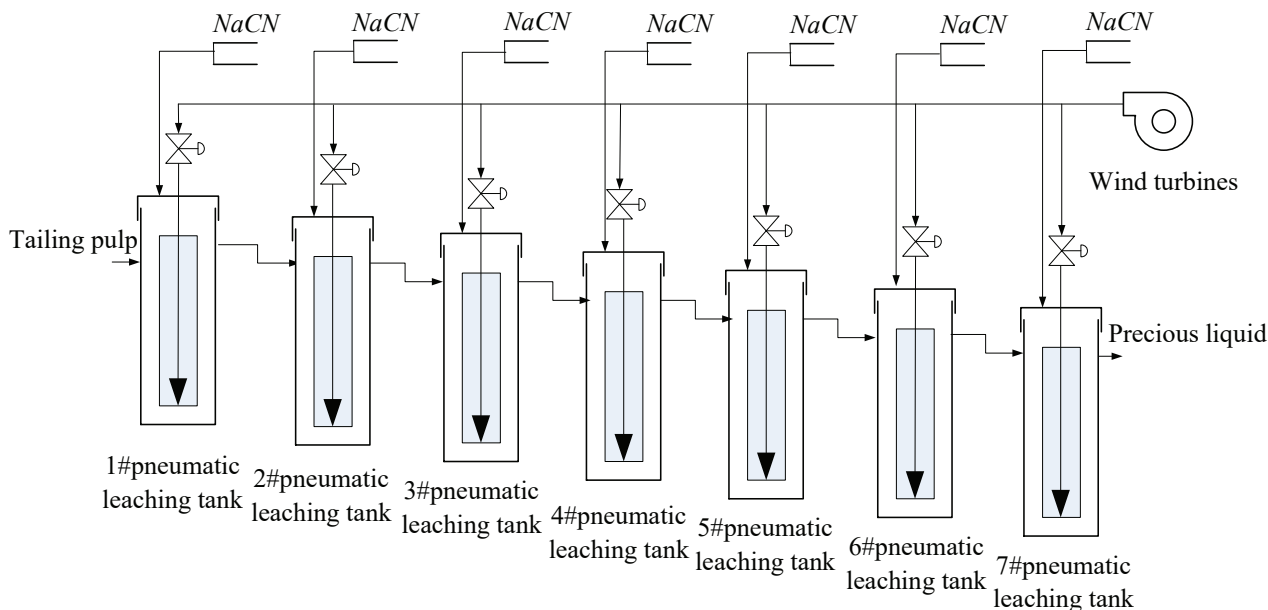 NaCN
NaCN
NaCN
NaCN
NaCN
NaCN
NaCN
Wind turbines
Tailing pulp
Precious liquid
1#pneumatic
leaching tank
2#pneumatic
leaching tank
3#pneumatic
leaching tank
4#pneumatic
leaching tank
5#pneumatic
leaching tank
6#pneumatic
leaching tank
7#pneumatic
leaching tank